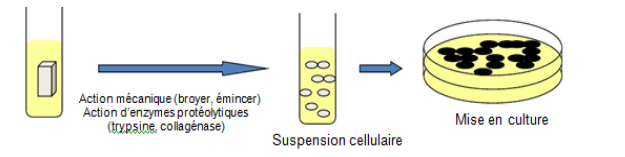 Action mécanique (broyer, émincer)
Action d'enzymes protéolytiques
(trypsine, collagénase)
Suspension cellulaire
Mise en culture